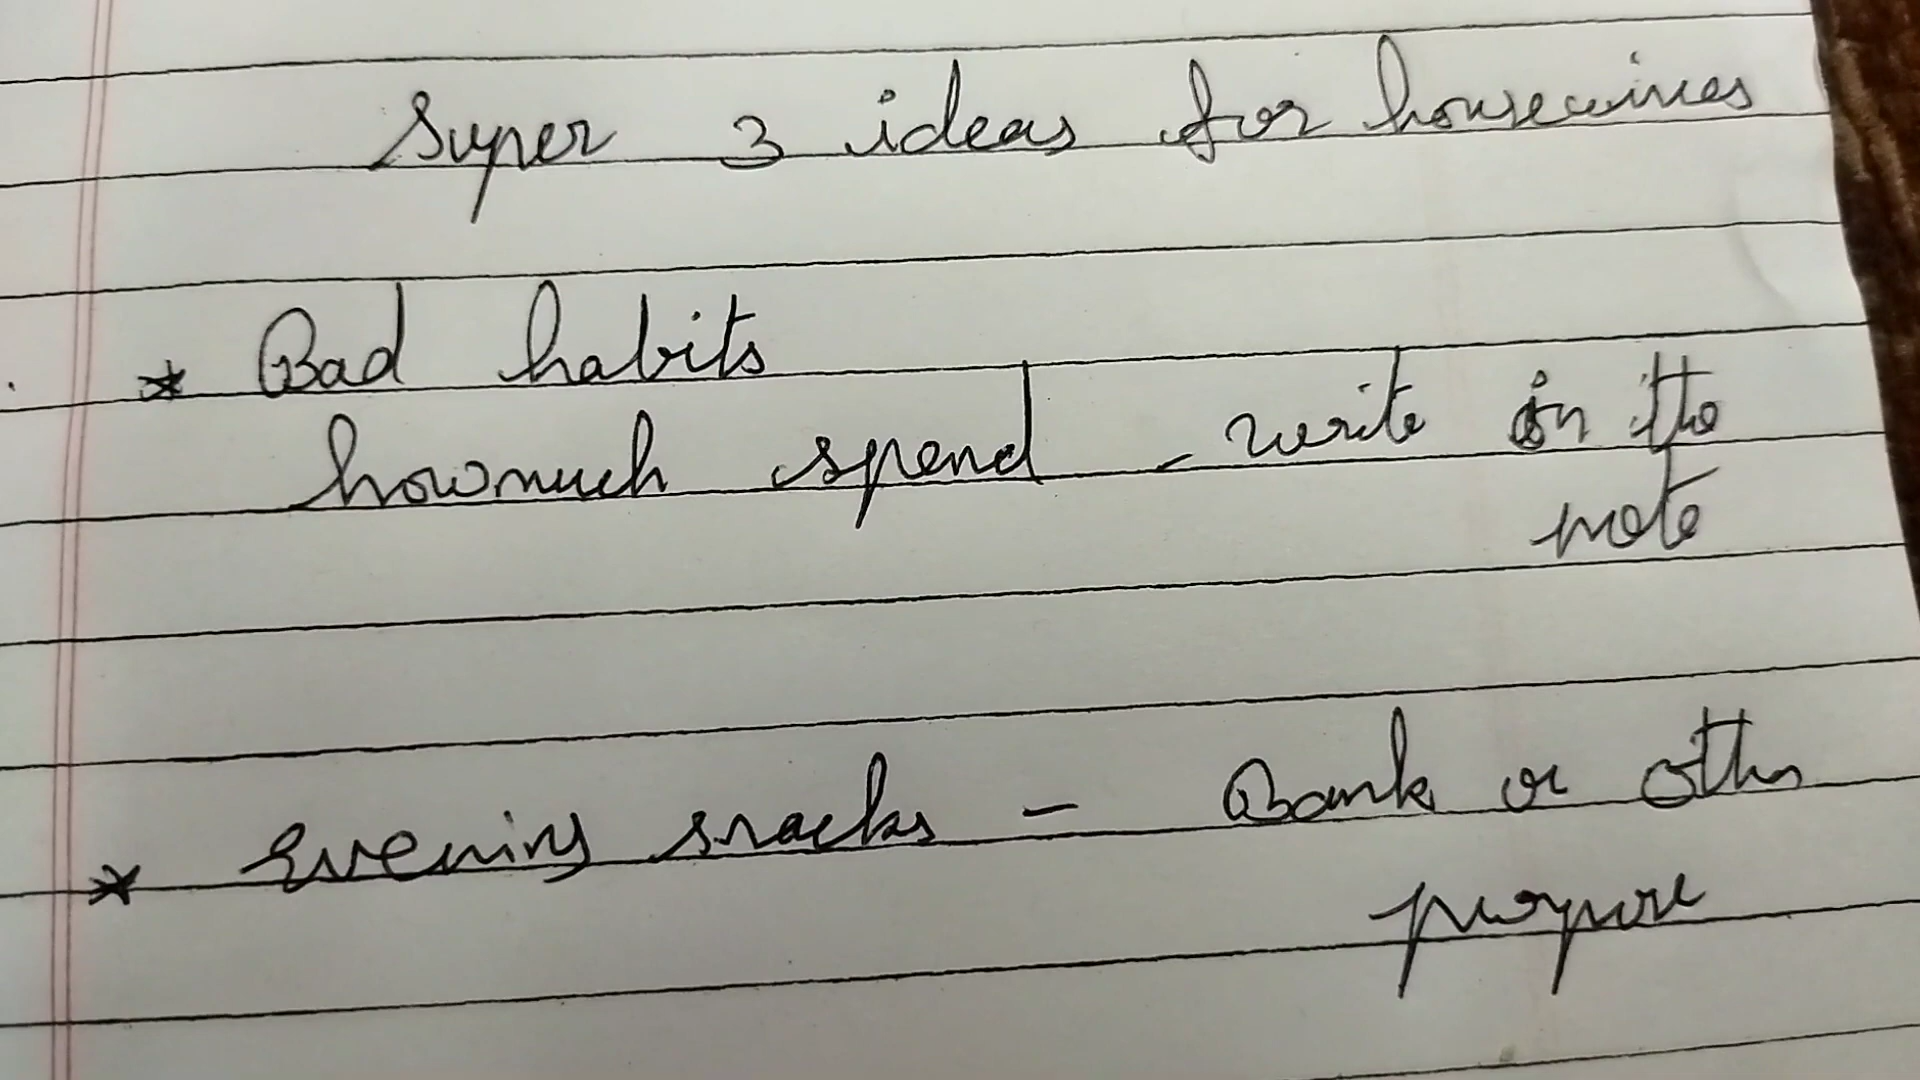 Super 3 ideas for housewives
* Bad habits
howmuch spend - write in the
note
* Evening snacks - Bank or other
purpose